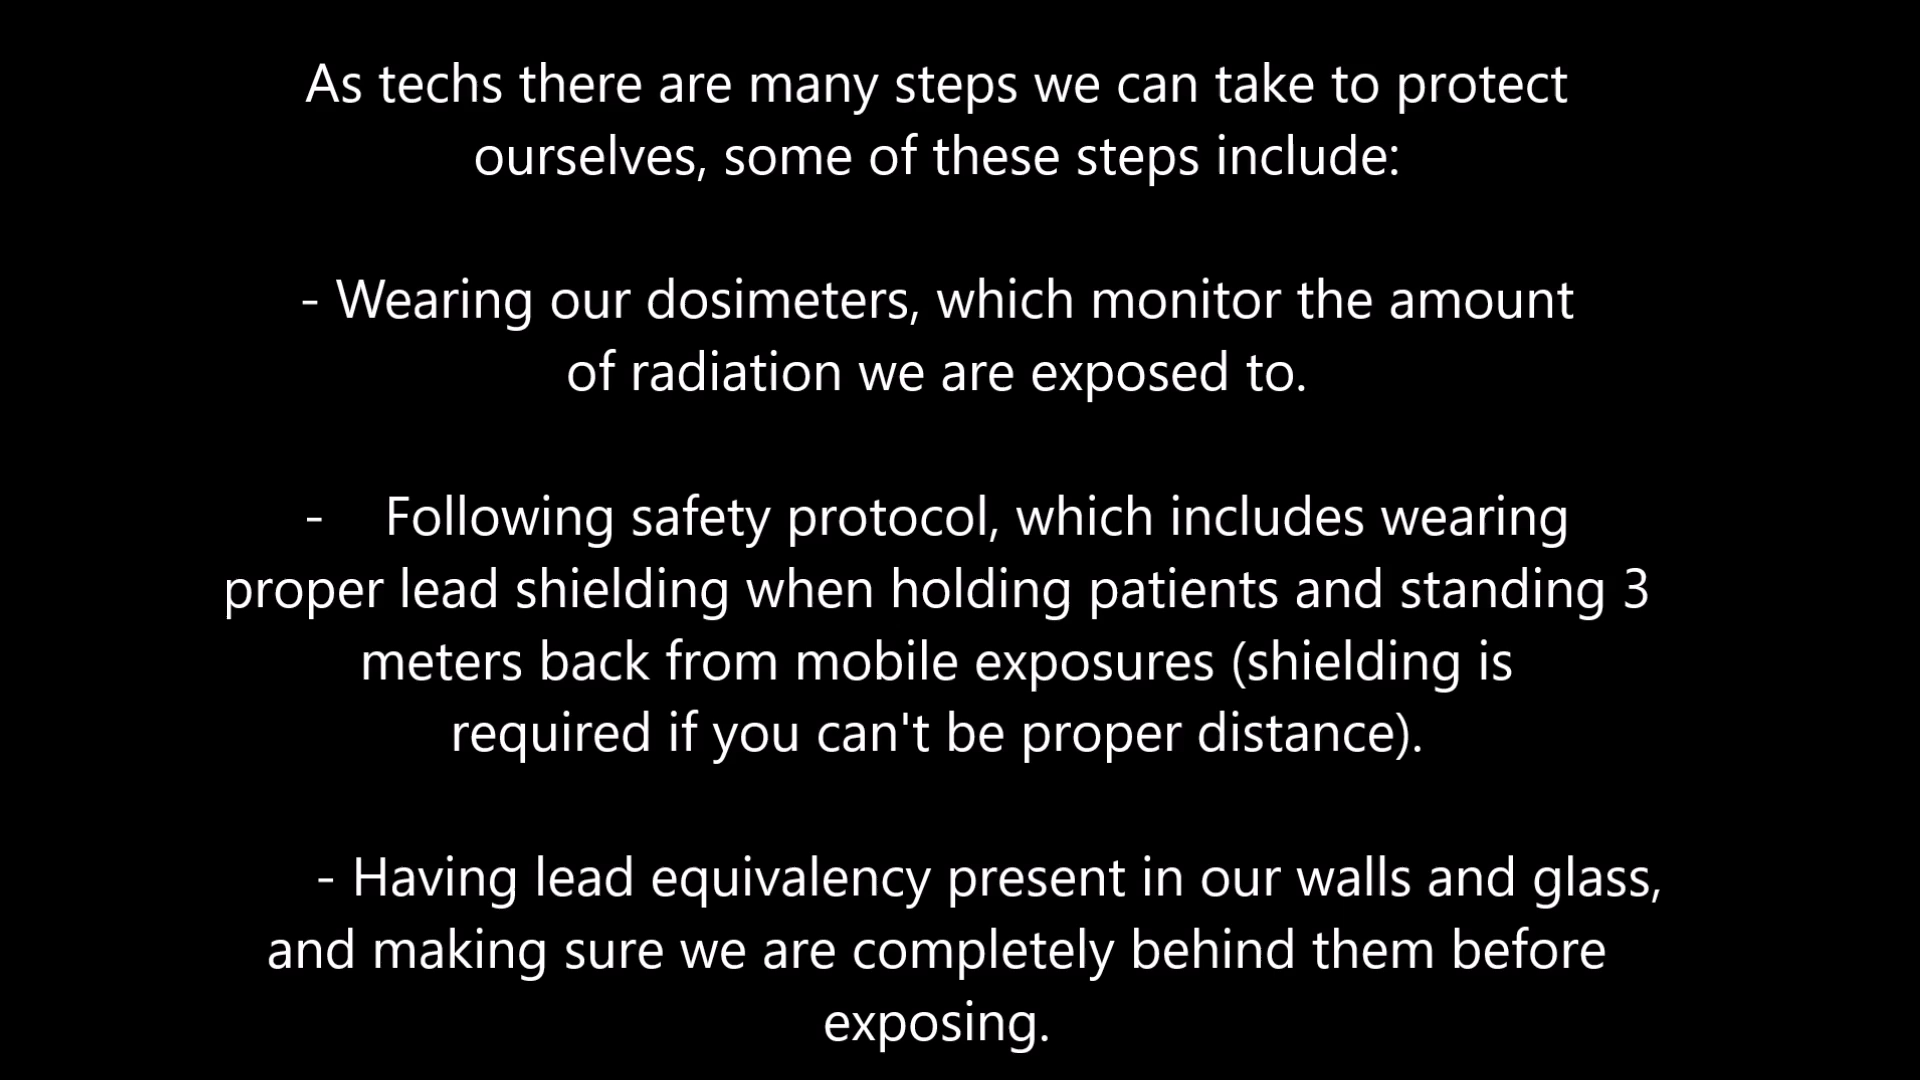 As techs there are many steps we can take to protect
ourselves, some of these steps include:
- Wearing our dosimeters, which monitor the amount
of radiation we are exposed to.
- Following safety protocol, which includes wearing
proper lead shielding when holding patients and standing 3
meters back from mobile exposures (shielding is
required if you can't be proper distance).
- Having lead equivalency present in our walls and glass,
and making sure we are completely behind them before
exposing.